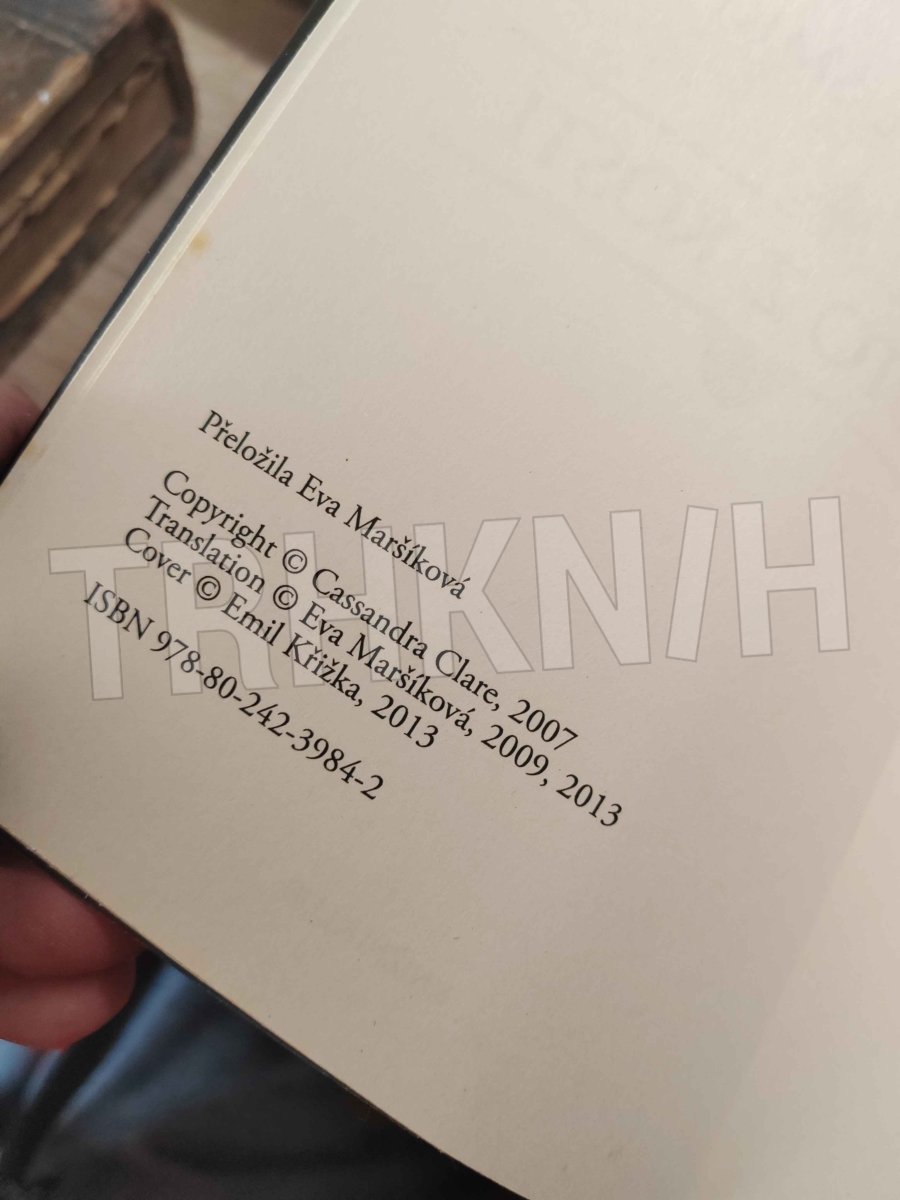 Přeložila Eva Maršíková
Copyright © Cassandra Clare, 2007
Translation © Eva Maršíková, 2009, 2013
Cover © Emil Křižka, 2013
ISBN 978-80-242-3984-2
TRHKN/H